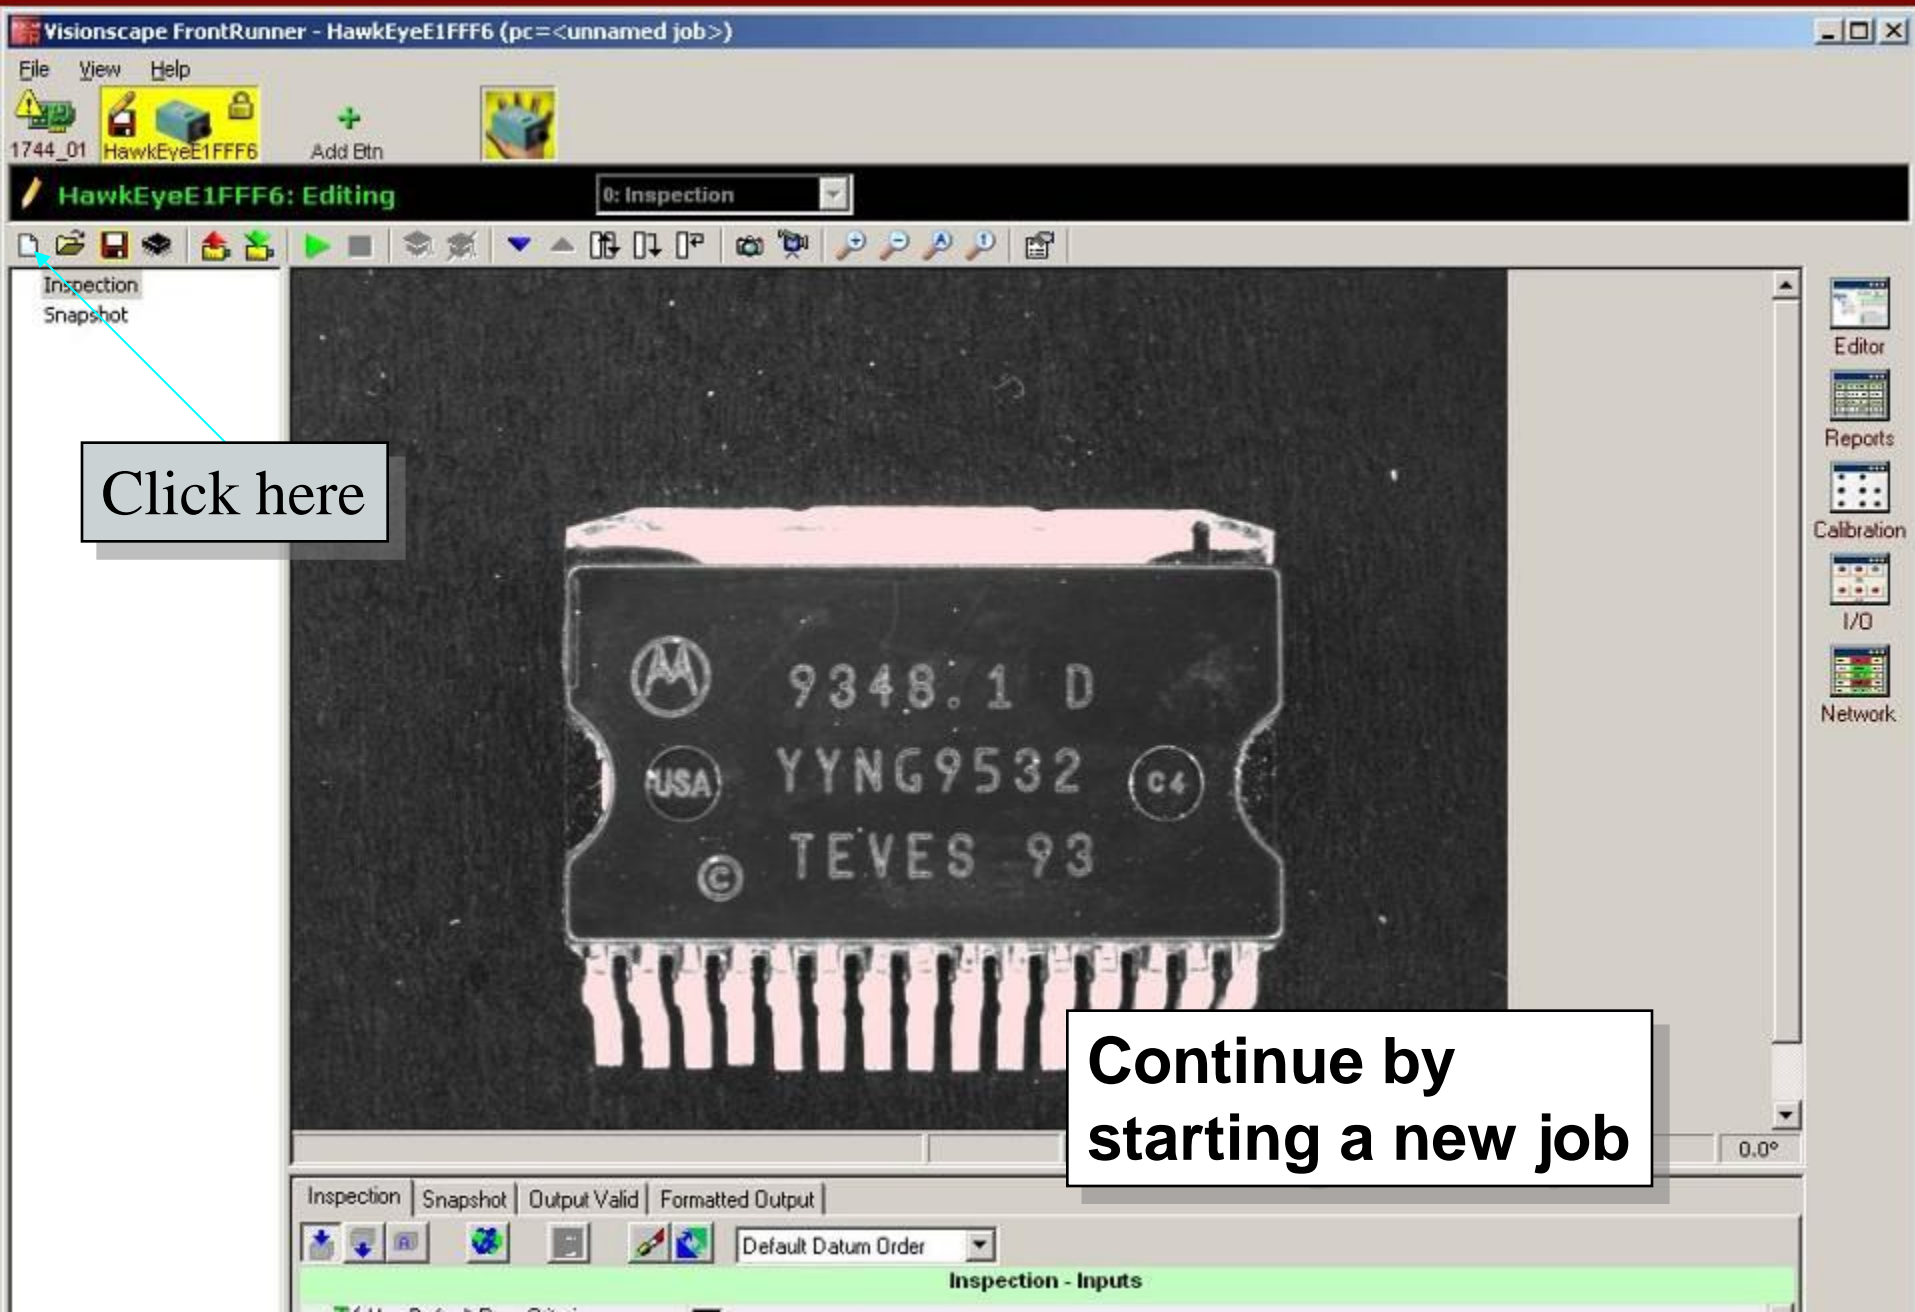 Visionscape FrontRunner - HawkEyeE1FFF6 (pc=<unnamed job>)
File View Help
1744_01 HawkEyeE1FFF6 Add Btn
HawkEyeE1FFF6: Editing 0: Inspection
Inspection
Snapshot
Click here
9348.1 D
USA YYNG9532 C4
© TEVES 93
Editor
Reports
Calibration
I/O
Network
Continue by
starting a new job
0.0°
Inspection Snapshot Output Valid Formatted Output
Default Datum Order
Inspection - Inputs